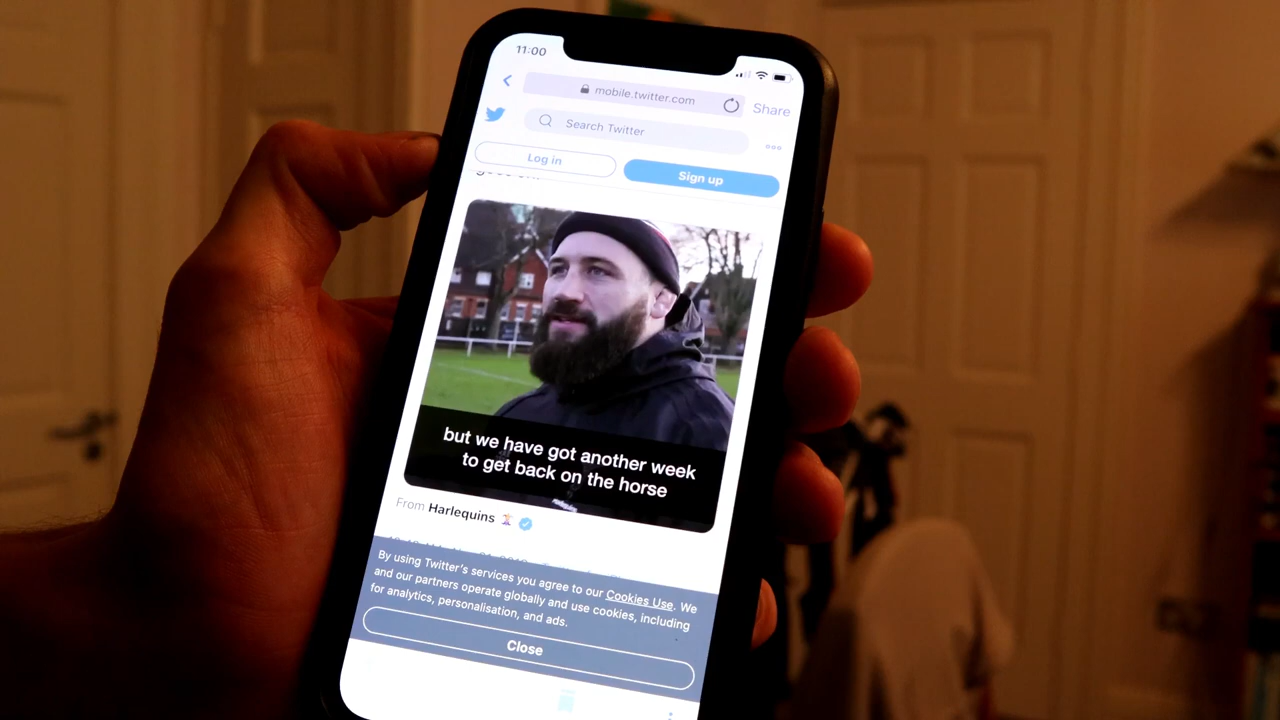 11:00
mobile.twitter.com
Share
Search Twitter
Log in
Sign up
but we have got another week
to get back on the horse
From Harlequins
By using Twitter's services you agree to our Cookies Use. We
and our partners operate globally and use cookies, including
for analytics, personalisation, and ads.
Close